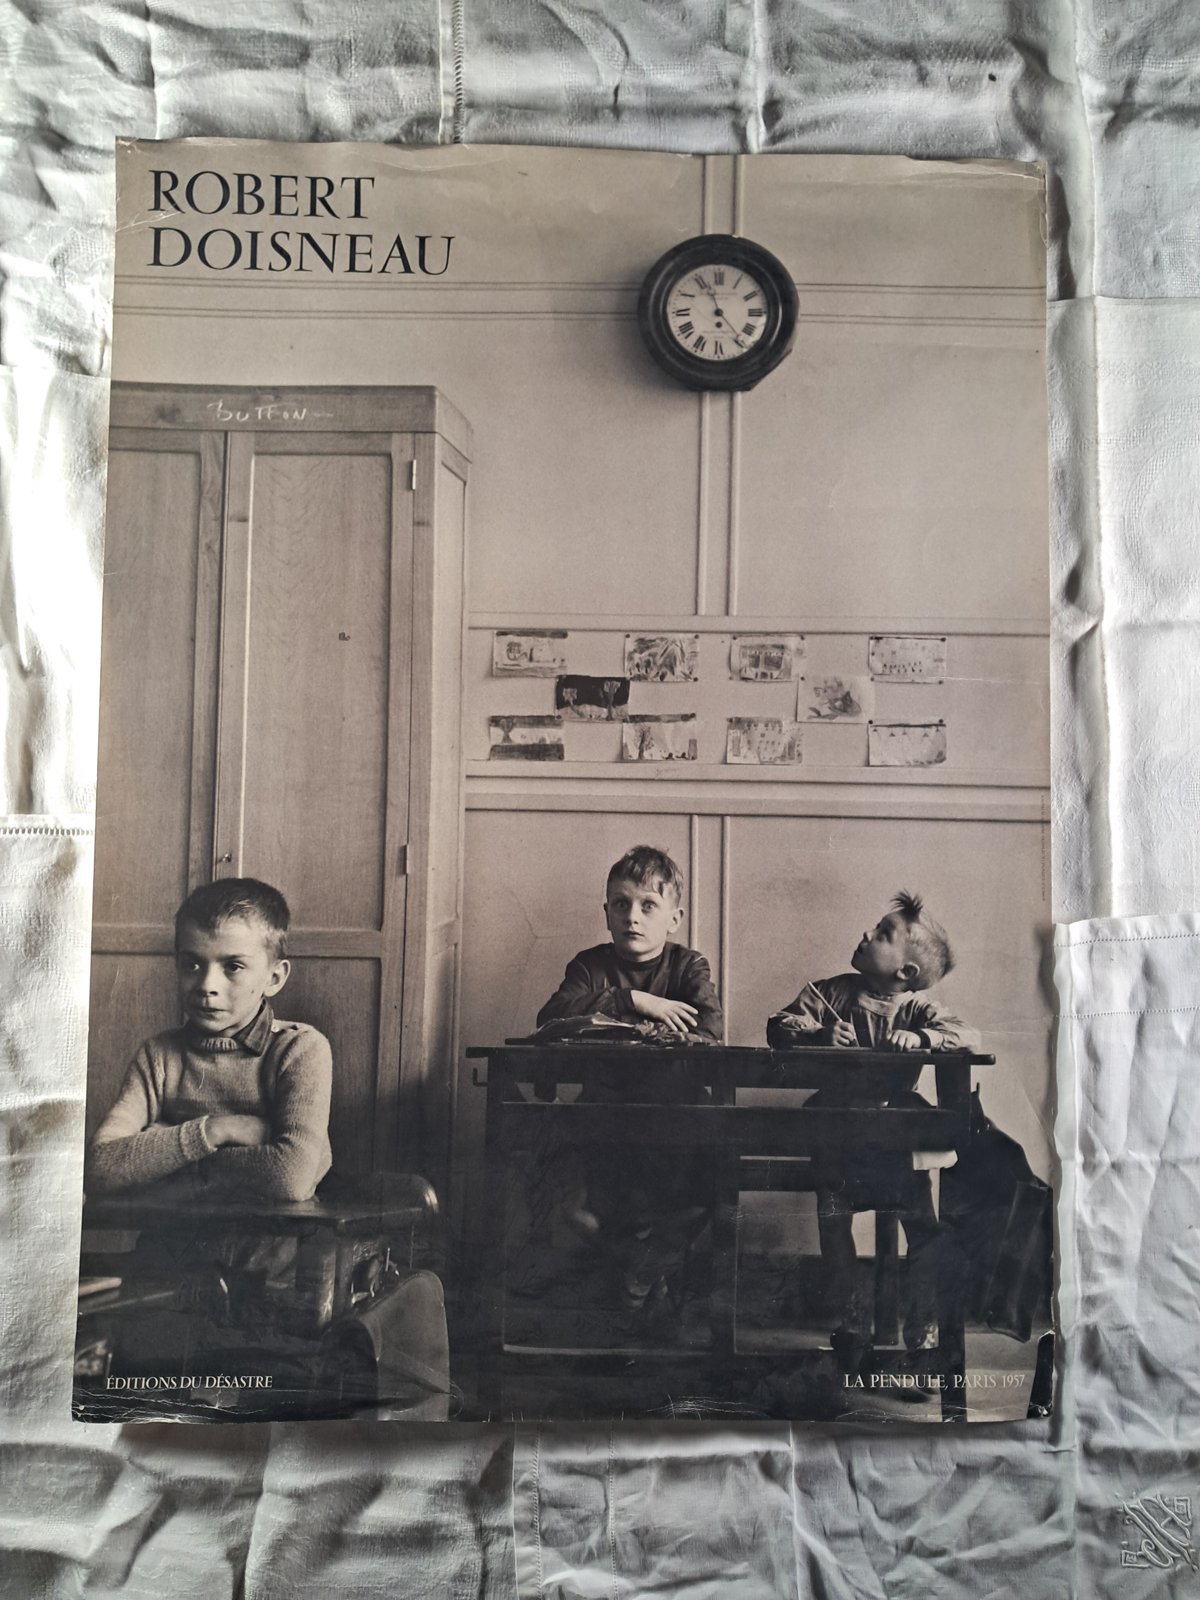 ROBERT
DOISNEAU
BUFFON
ÉDITIONS DU DÉSASTRE
LA PENDULE, PARIS 1957